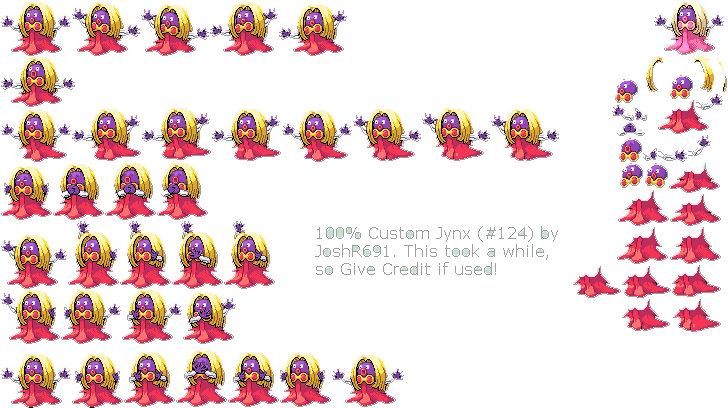 100% Custom Jynx (#124) by
JoshR691. This took a while,
so Give Credit if used!